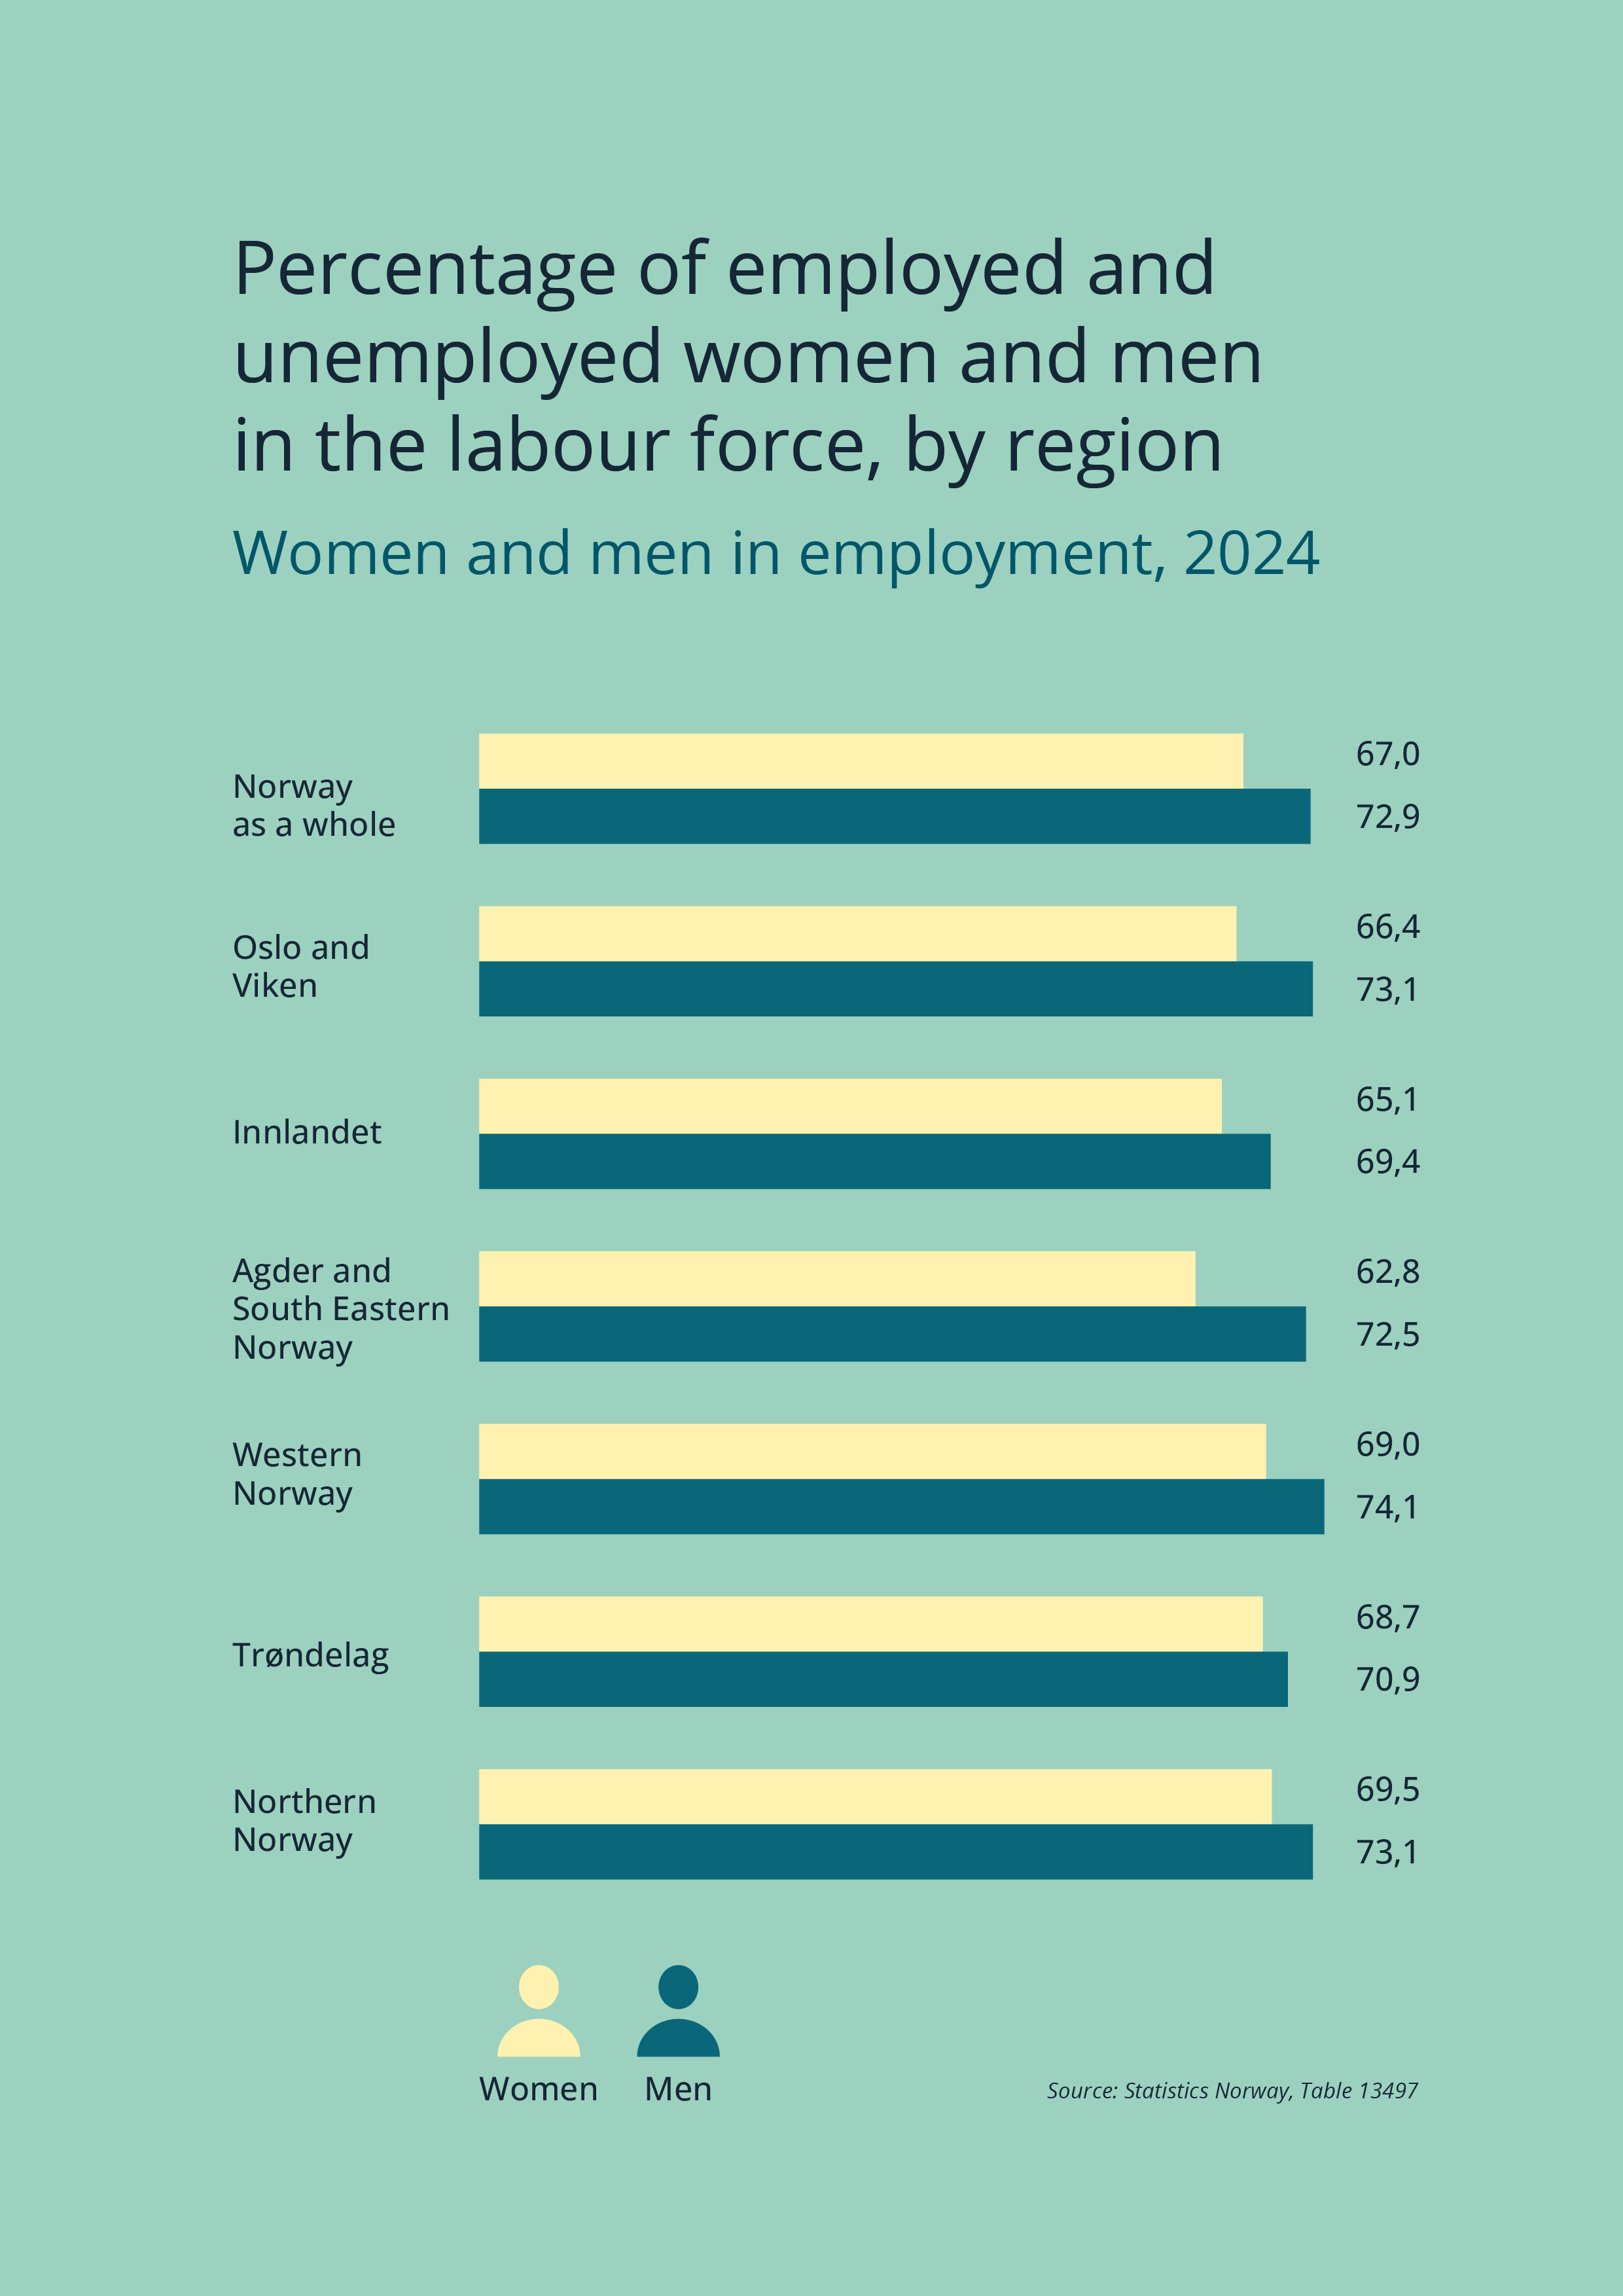 Percentage of employed and
unemployed women and men
in the labour force, by region
Women and men in employment, 2024
Norway
as a whole
67,0
72,9
Oslo and
Viken
66,4
73,1
Innlandet
65,1
69,4
Agder and
South Eastern
Norway
62,8
72,5
Western
Norway
69,0
74,1
Trøndelag
68,7
70,9
Northern
Norway
69,5
73,1
Women
Men
Source: Statistics Norway, Table 13497